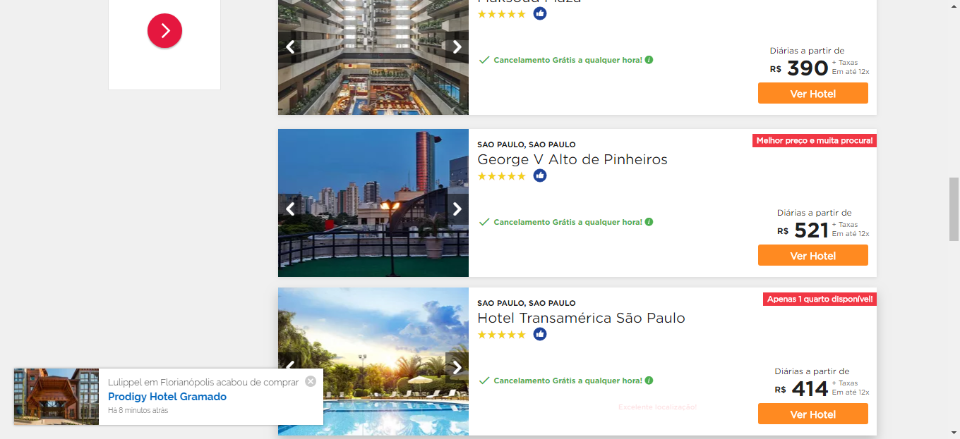 Maksoud Plaza
Cancelamento Grátis a qualquer hora!
Diárias a partir de
R$ 390 + Taxas
Em até 12x
Ver Hotel
SAO PAULO, SAO PAULO
Melhor preço e muita procura!
George V Alto de Pinheiros
Cancelamento Grátis a qualquer hora!
Diárias a partir de
R$ 521 + Taxas
Em até 12x
Ver Hotel
SAO PAULO, SAO PAULO
Apenas 1 quarto disponível!
Hotel Transamérica São Paulo
Cancelamento Grátis a qualquer hora!
Diárias a partir de
R$ 414 + Taxas
Em até 12x
Ver Hotel
Lulippel em Florianópolis acabou de comprar
Prodigy Hotel Gramado
Há 8 minutos atrás